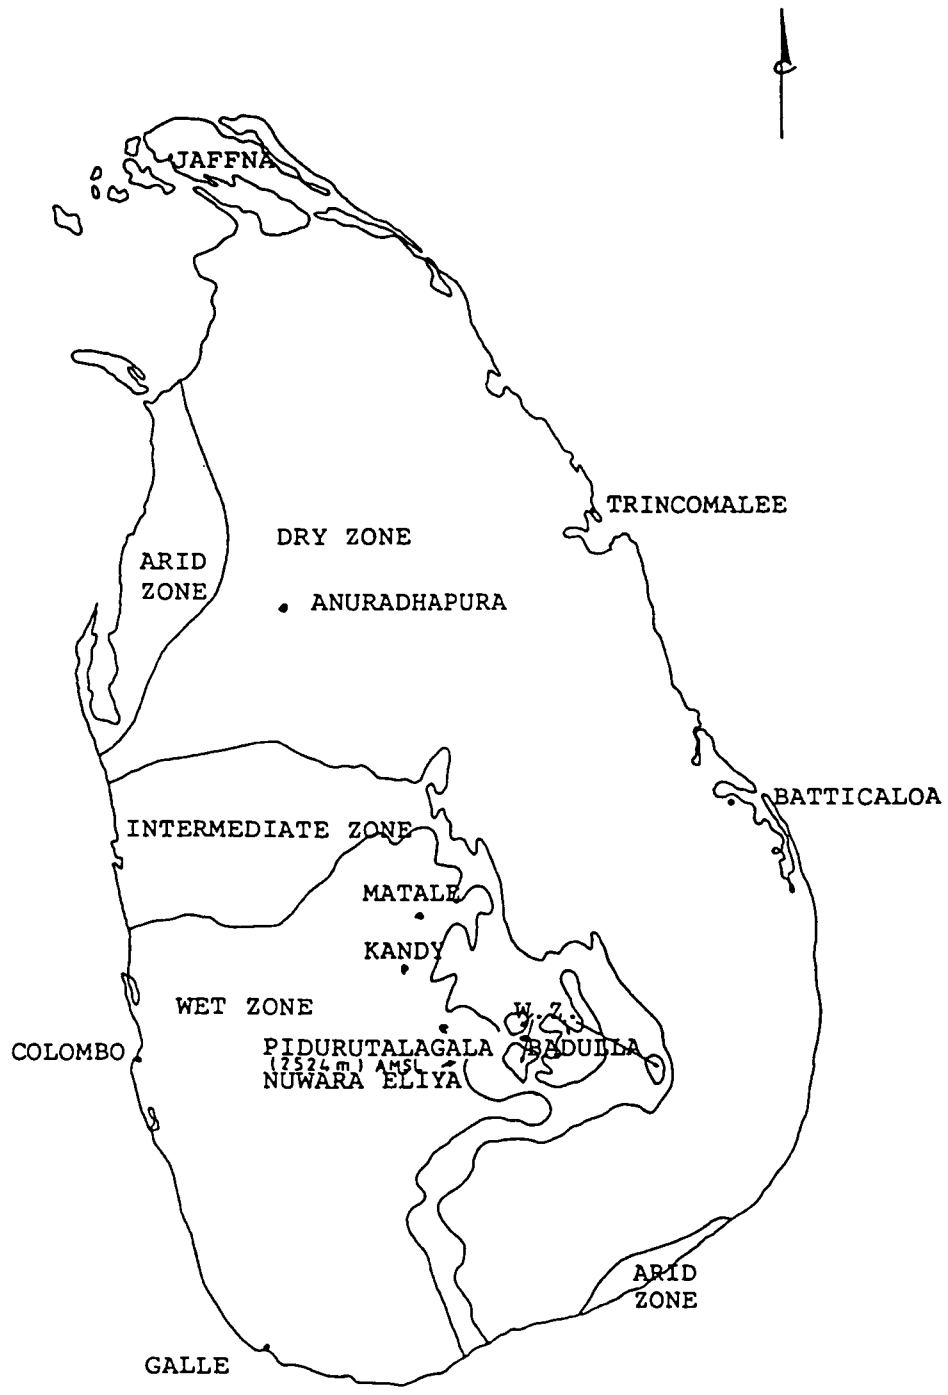 JAFFNA
TRINCOMALEE
DRY ZONE
ARID
ZONE
ANURADHAPURA
BATTICALOA
INTERMEDIATE ZONE
MATALE
KANDY
WET ZONE
W.Z.
COLOMBO
PIDURUTALAGALA
BADULLA
(2524m) AMSL
NUWARA ELIYA
ARID
ZONE
GALLE